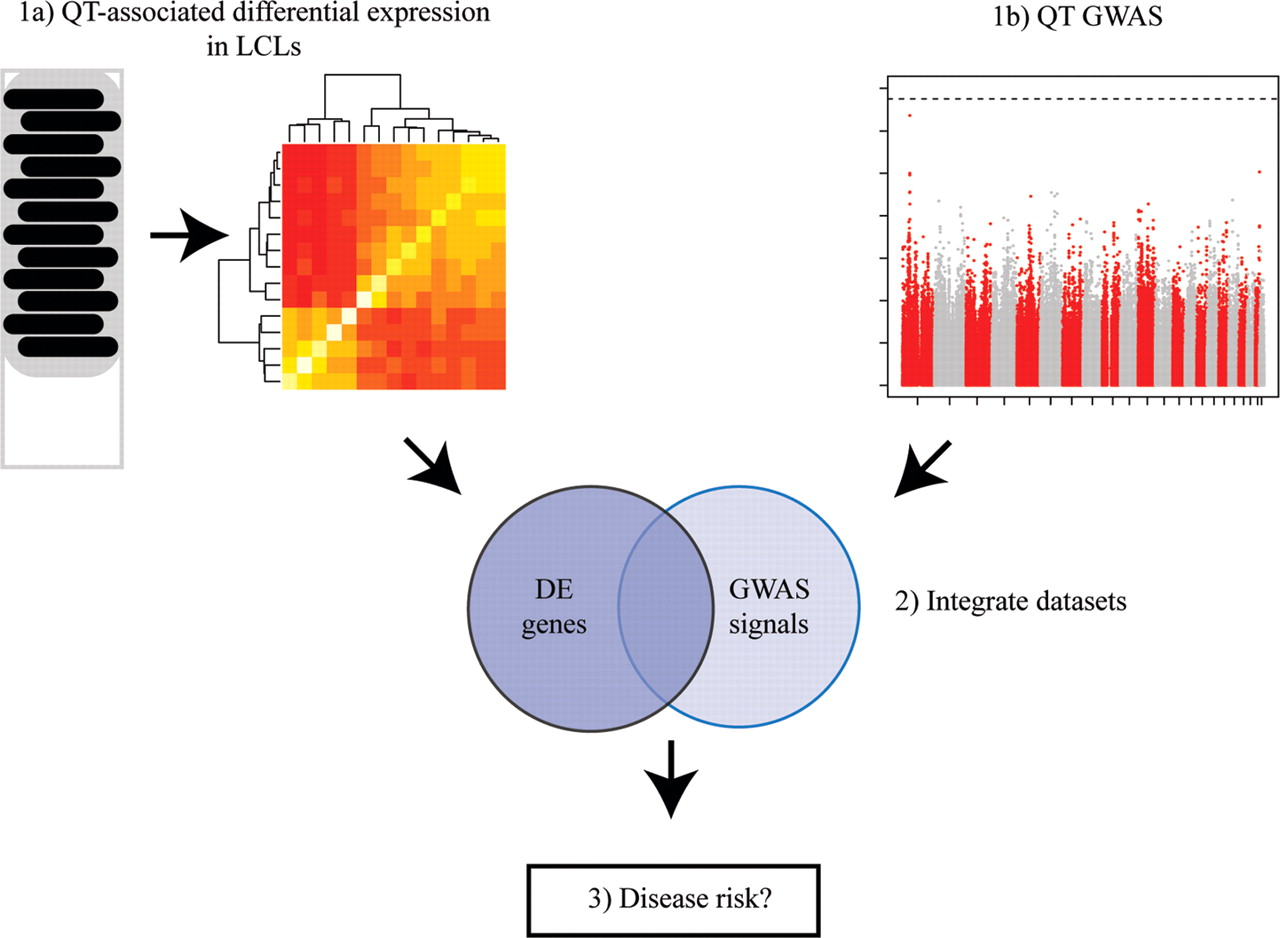 1a) QT-associated differential expression
in LCLs
1b) QT GWAS
DE
genes
GWAS
signals
2) Integrate datasets
3) Disease risk?